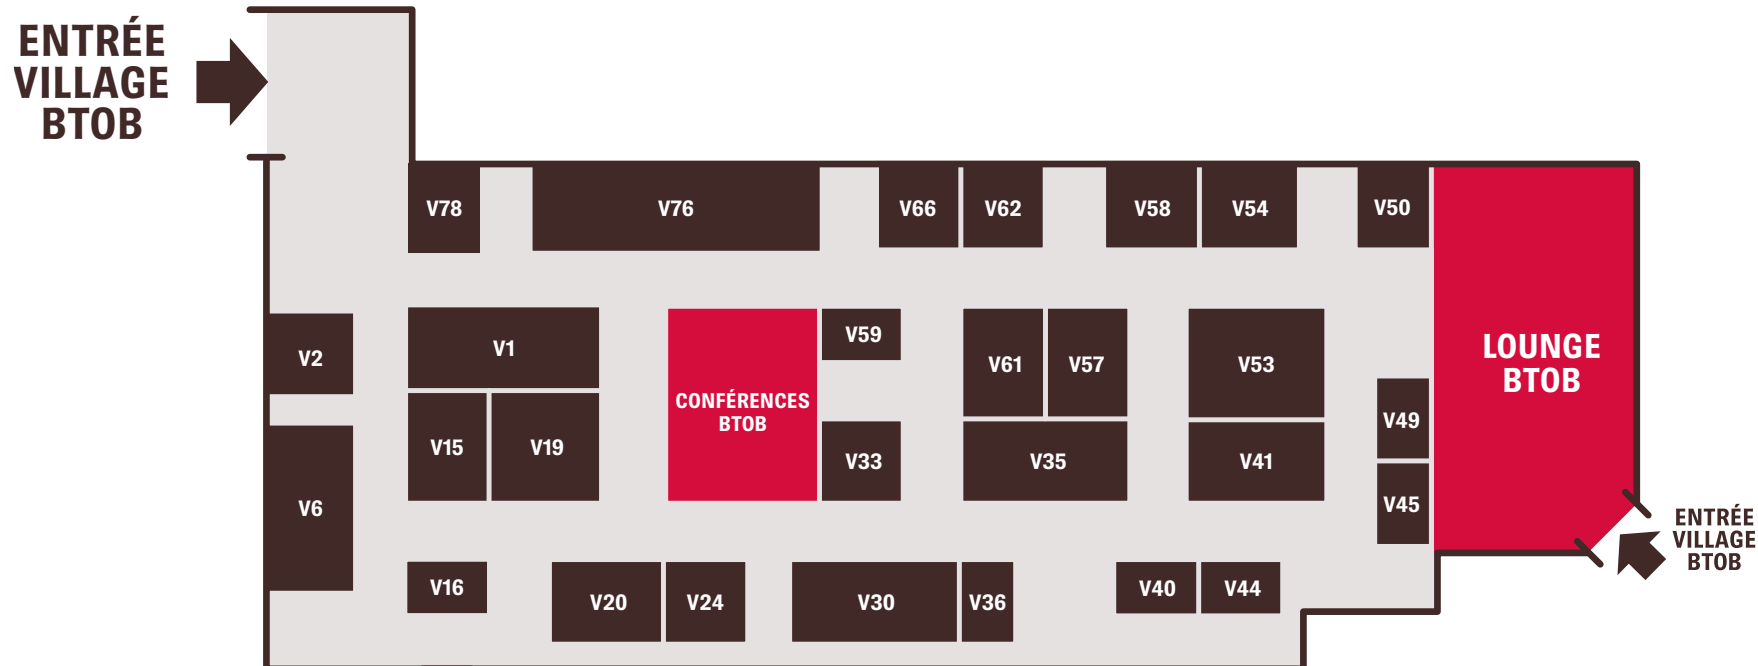 ENTRÉE
VILLAGE
BTOB
V78
V76
V66
V62
V58
V54
V50
V2
V1
CONFÉRENCES
BTOB
V59
V61
V57
V53
LOUNGE
BTOB
V49
V15
V19
V33
V35
V41
V6
V45
ENTRÉE
VILLAGE
BTOB
V16
V20
V24
V30
V36
V40
V44